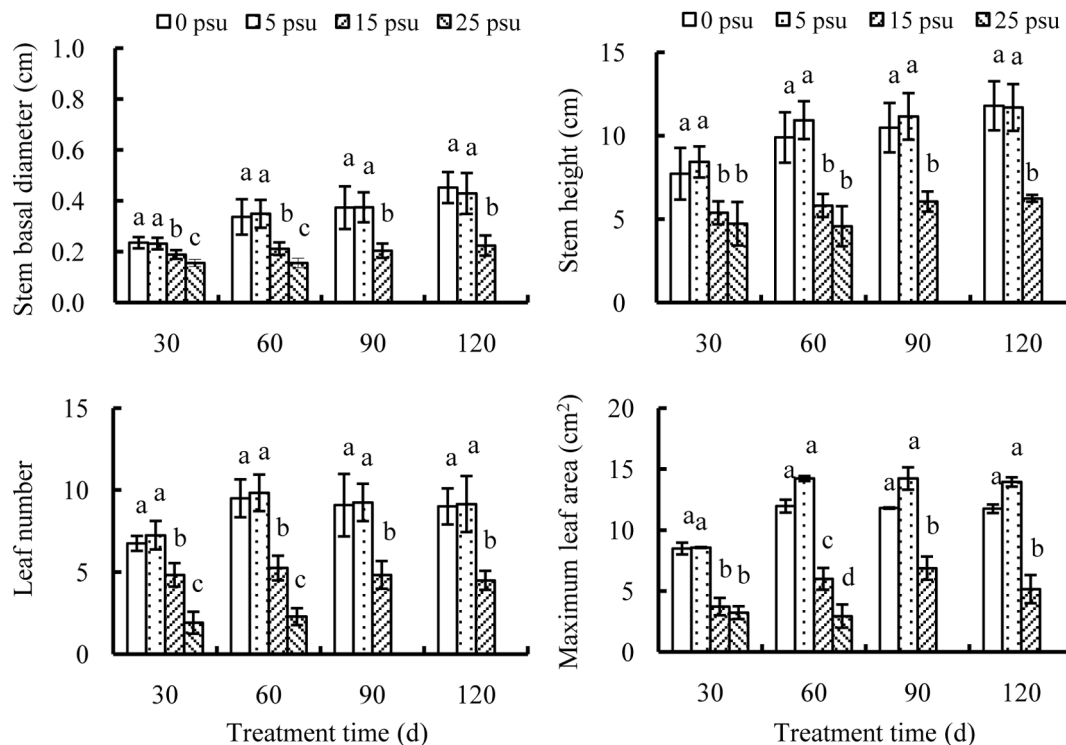 0 psu 5 psu 15 psu 25 psu
Stem basal diameter (cm)
1.0
0.8
0.6
0.4
0.2
0.0
a a b c
a a b c
a a b
a a b
30 60 90 120
0 psu 5 psu 15 psu 25 psu
Stem height (cm)
15
10
5
0
a a b b
a a b b
a a b
a a b
30 60 90 120
Leaf number
15
10
5
0
a a b c
a a b c
a a b
a a b
30 60 90 120
Treatment time (d)
Maximum leaf area (cm²)
20
15
10
5
0
a a b b
a a c d
a a b
a a b
30 60 90 120
Treatment time (d)